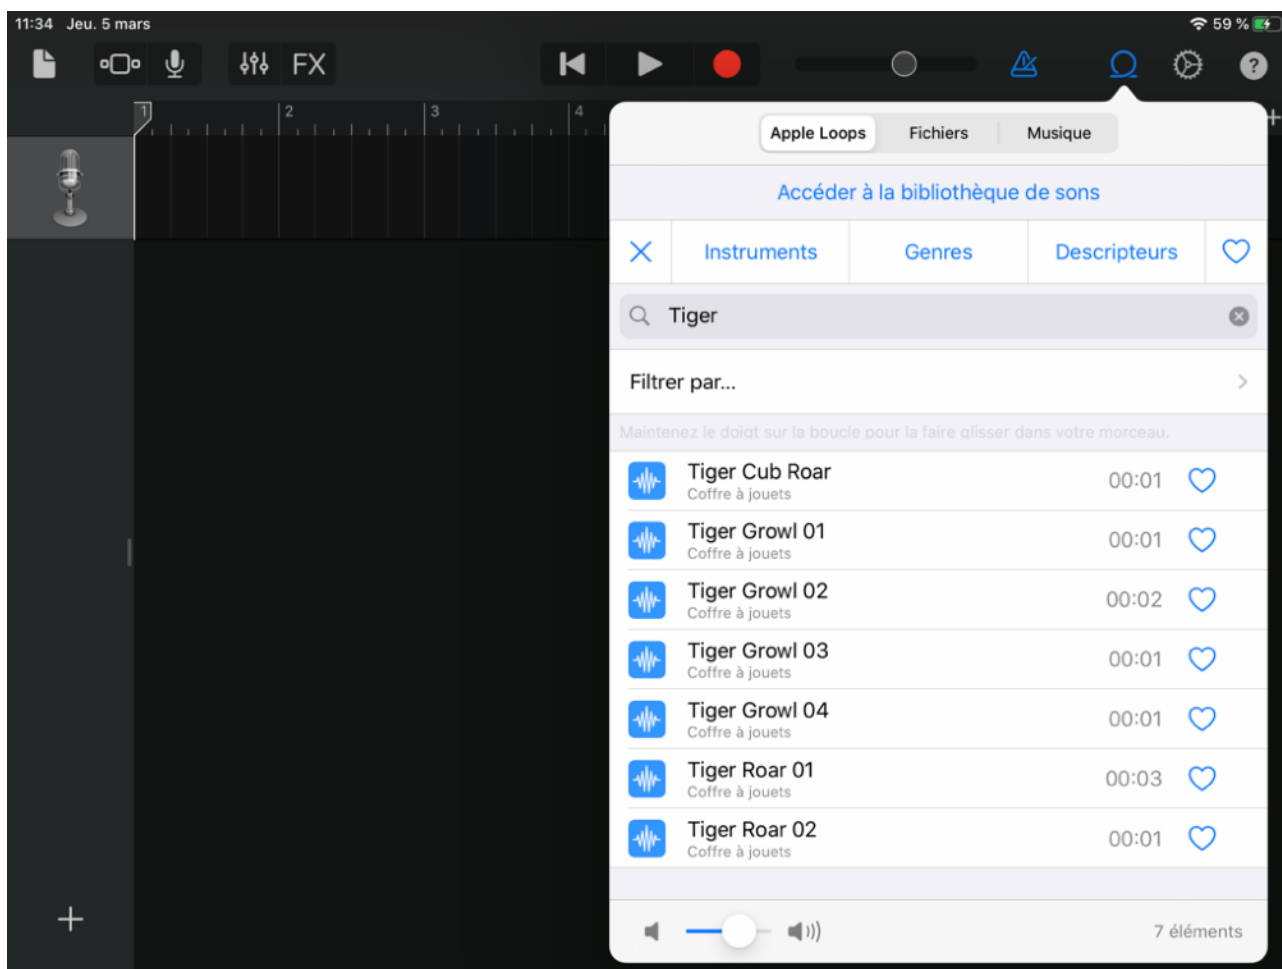 11:34 Jeu. 5 mars
59 %
FX
?
1 2 3 4
Apple Loops Fichiers Musique
Accéder à la bibliothèque de sons
Instruments Genres Descripteurs
Tiger
Filtrer par...
Maintenez le doigt sur la boucle pour la faire glisser dans votre morceau.
Tiger Cub Roar 00:01
Coffre à jouets
Tiger Growl 01 00:01
Coffre à jouets
Tiger Growl 02 00:02
Coffre à jouets
Tiger Growl 03 00:01
Coffre à jouets
Tiger Growl 04 00:01
Coffre à jouets
Tiger Roar 01 00:03
Coffre à jouets
Tiger Roar 02 00:01
Coffre à jouets
7 éléments